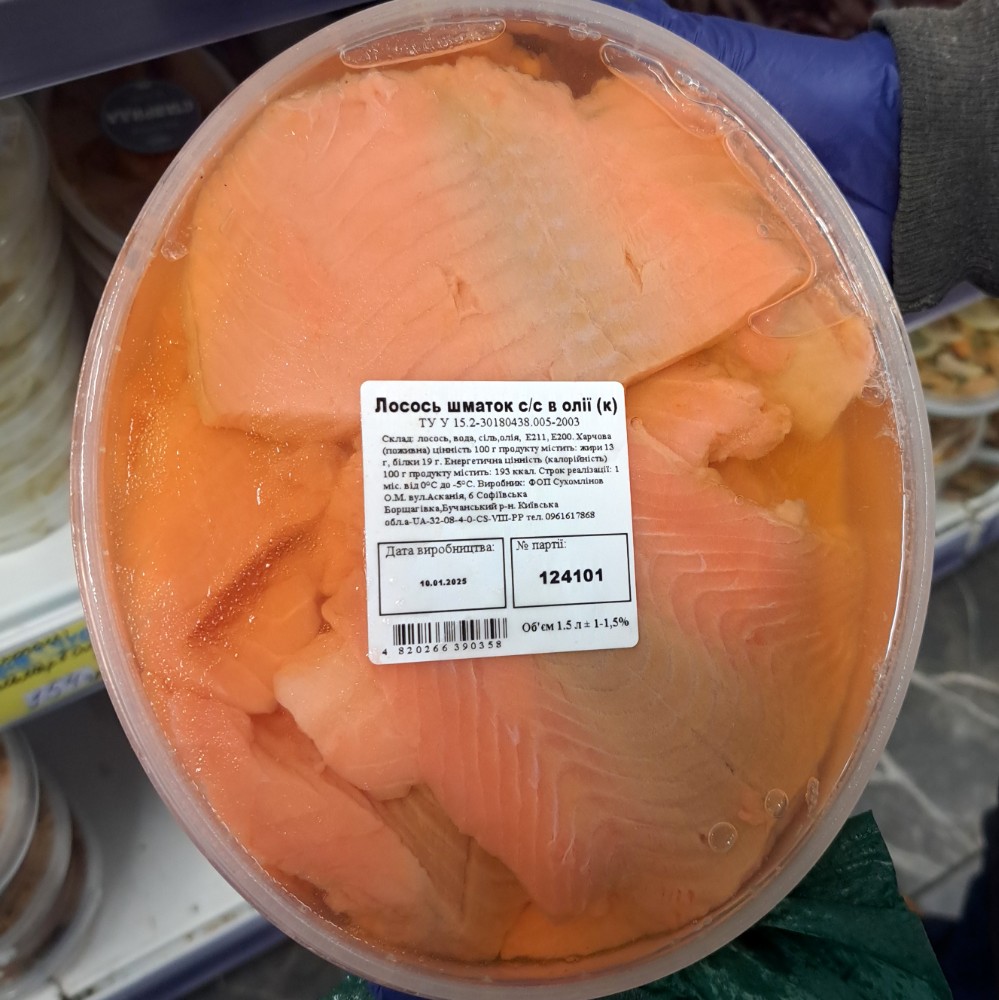 Лосось шматок с/с в олії (к)
ТУ У 15.2-30180438.005-2003
Склад: лосось, вода, сіль,олія, Е211, Е200. Харчова
(поживна) цінність 100 г продукту містить: жири 13
г, білки 19 г. Енергетична цінність (калорійність)
100 г продукту містить: 193 ккал. Строк реалізації: 1
міс. від 0°С до -5°С. Виробник: ФОП Сухомлінов
О.М. вул.Асканія, 6 Софіївська
Борщагівка,Бучанський р-н. Київська
обл.а-UA-32-08-4-0-CS-VIII-PP тел. 0961617868
Дата виробництва:
10.01.2025
№ партії:
124101
Об'єм 1.5 л ± 1-1,5%
4 820266 390358